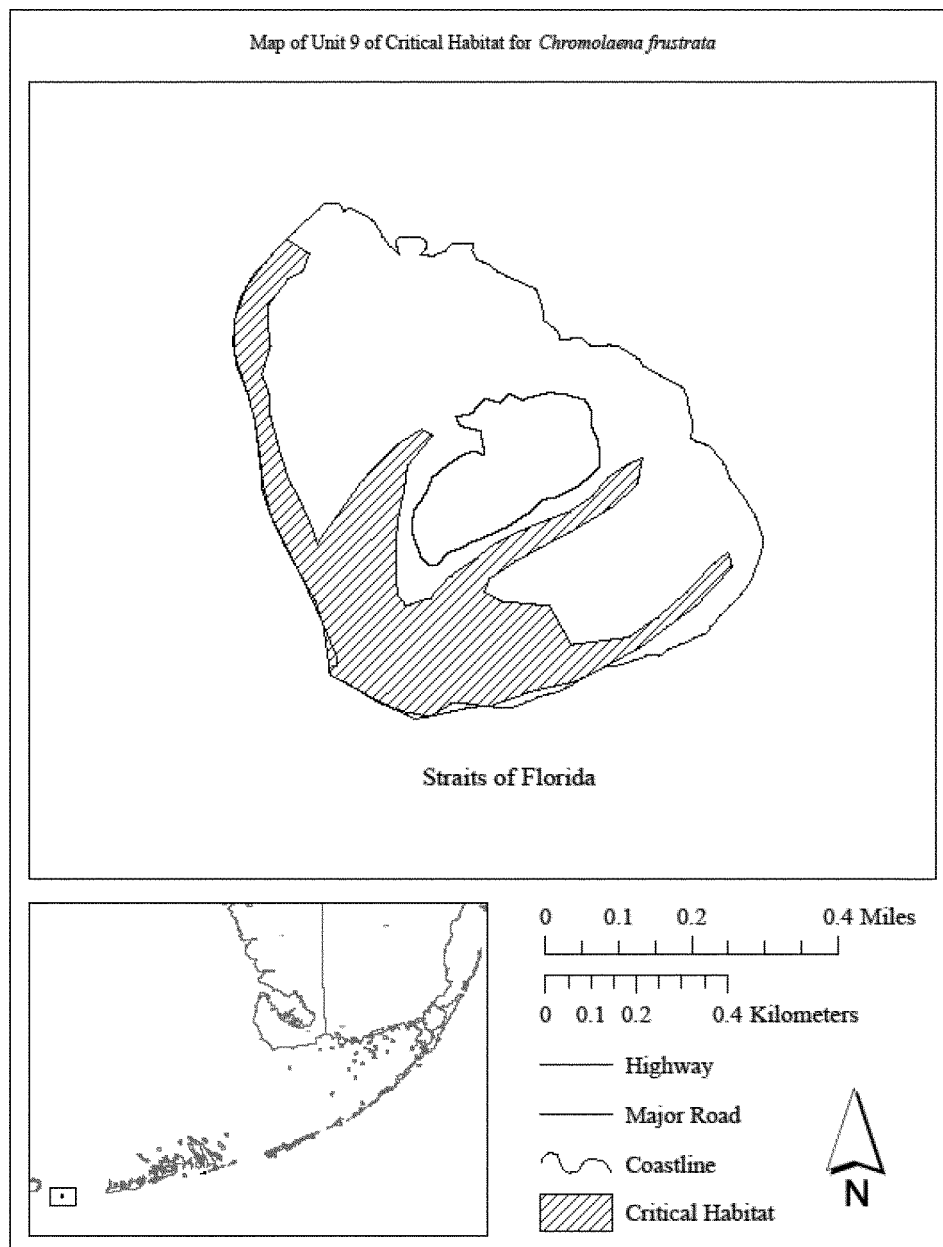 Map of Unit 9 of Critical Habitat for Chromolaena frustrata
Straits of Florida
0 0.1 0.2 0.4 Miles
0 0.1 0.2 0.4 Kilometers
Highway
Major Road
Coastline
Critical Habitat
N